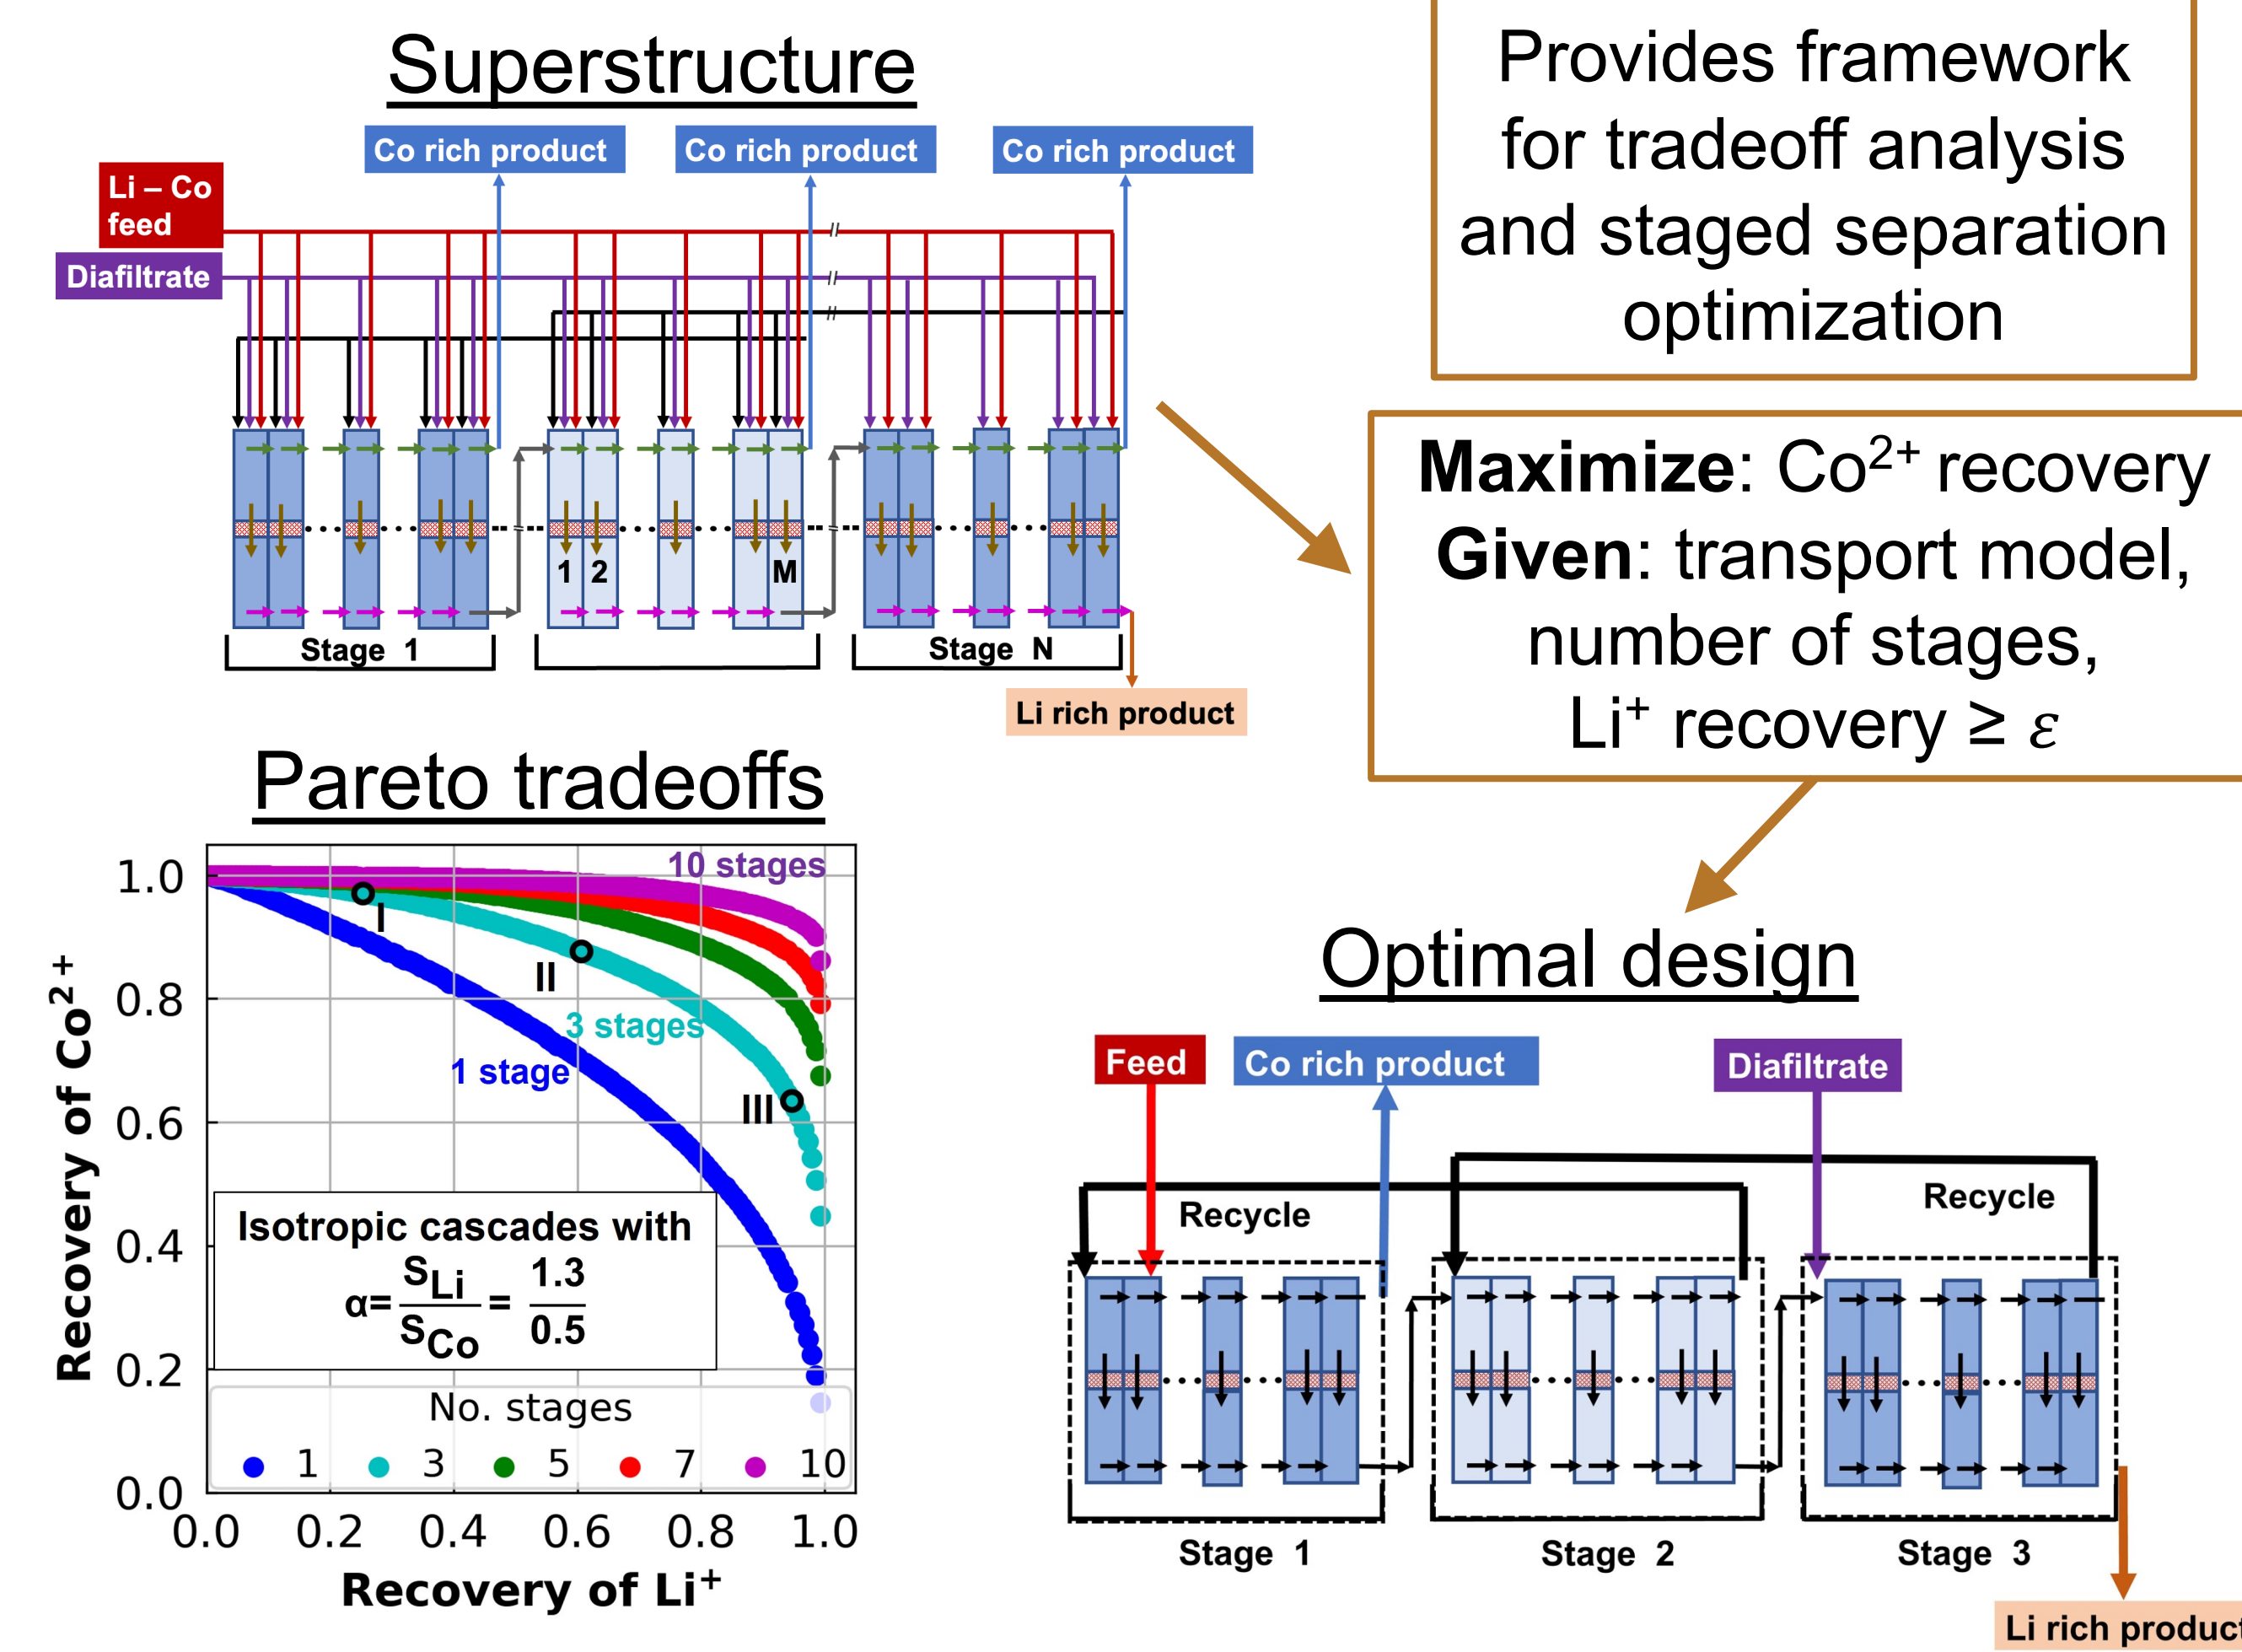 Superstructure
Co rich product
Co rich product
Co rich product
Li – Co
feed
Diafiltrate
1 2
M
Stage 1
Stage N
Li rich product
Provides framework
for tradeoff analysis
and staged separation
optimization
Maximize: Co²⁺ recovery
Given: transport model,
number of stages,
Li⁺ recovery ≥ ε
Pareto tradeoffs
10 stages
I
II
3 stages
1 stage
III
Isotropic cascades with
α= S_Li / S_Co = 1.3 / 0.5
No. stages
1 3 5 7 10
1.0
0.8
0.6
0.4
0.2
0.0
0.0 0.2 0.4 0.6 0.8 1.0
Recovery of Co²⁺
Recovery of Li⁺
Optimal design
Feed
Co rich product
Diafiltrate
Recycle
Recycle
Stage 1
Stage 2
Stage 3
Li rich product